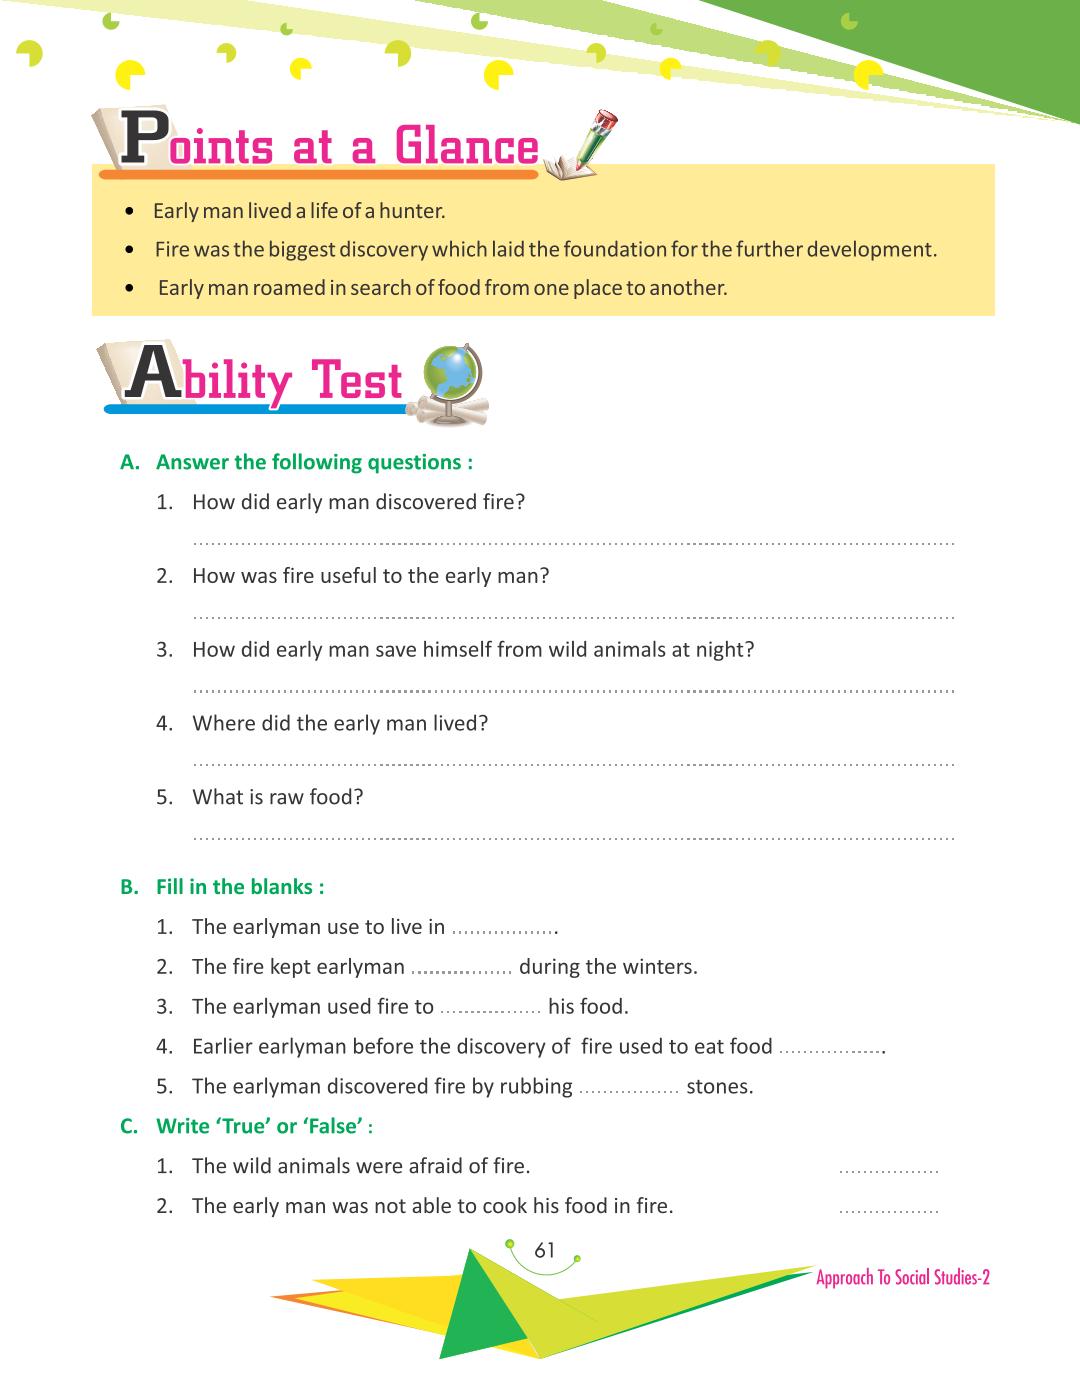 Points at a Glance
• Early man lived a life of a hunter.
• Fire was the biggest discovery which laid the foundation for the further development.
• Early man roamed in search of food from one place to another.
Ability Test
A. Answer the following questions :
1. How did early man discovered fire?
................................................................................
2. How was fire useful to the early man?
................................................................................
3. How did early man save himself from wild animals at night?
................................................................................
4. Where did the early man lived?
................................................................................
5. What is raw food?
................................................................................
B. Fill in the blanks :
1. The earlyman use to live in .................
2. The fire kept earlyman ................. during the winters.
3. The earlyman used fire to ................. his food.
4. Earlier earlyman before the discovery of fire used to eat food .................
5. The earlyman discovered fire by rubbing ................. stones.
C. Write ‘True’ or ‘False’ :
1. The wild animals were afraid of fire. .................
2. The early man was not able to cook his food in fire. .................
61
Approach To Social Studies-2